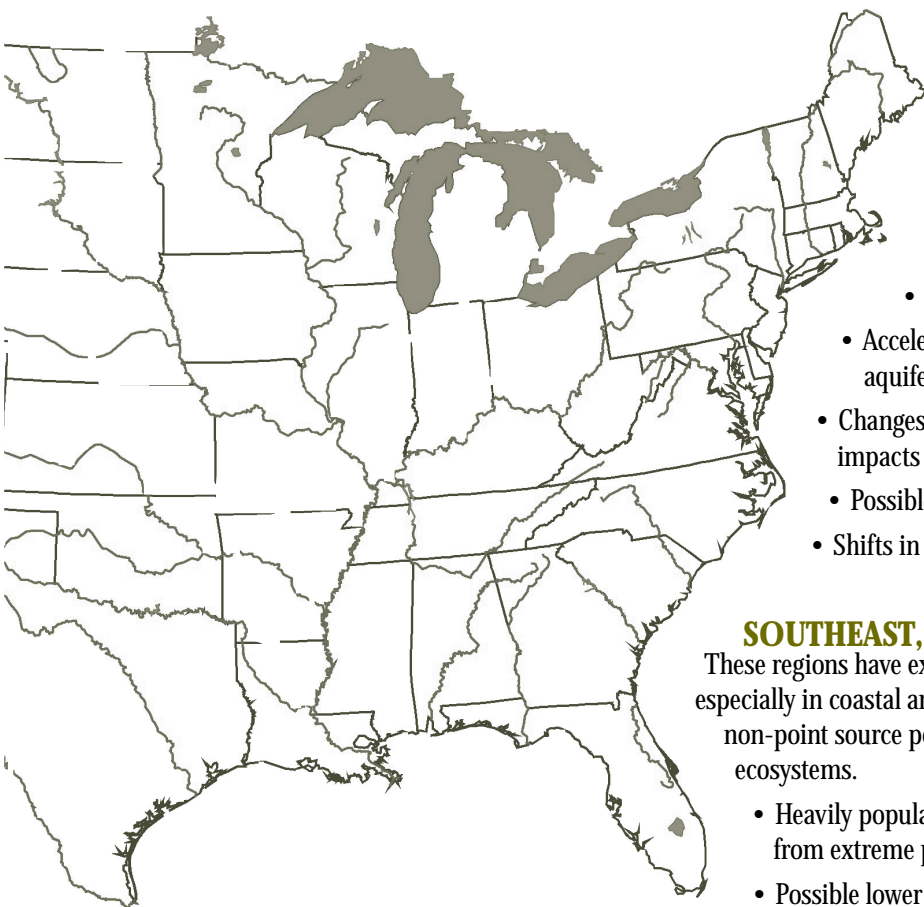 •
• Accele
aquife
• Changes
impacts
• Possibl
• Shifts in
SOUTHEAST,
These regions have ex
especially in coastal ar
non-point source po
ecosystems.
• Heavily popula
from extreme p
• Possible lower